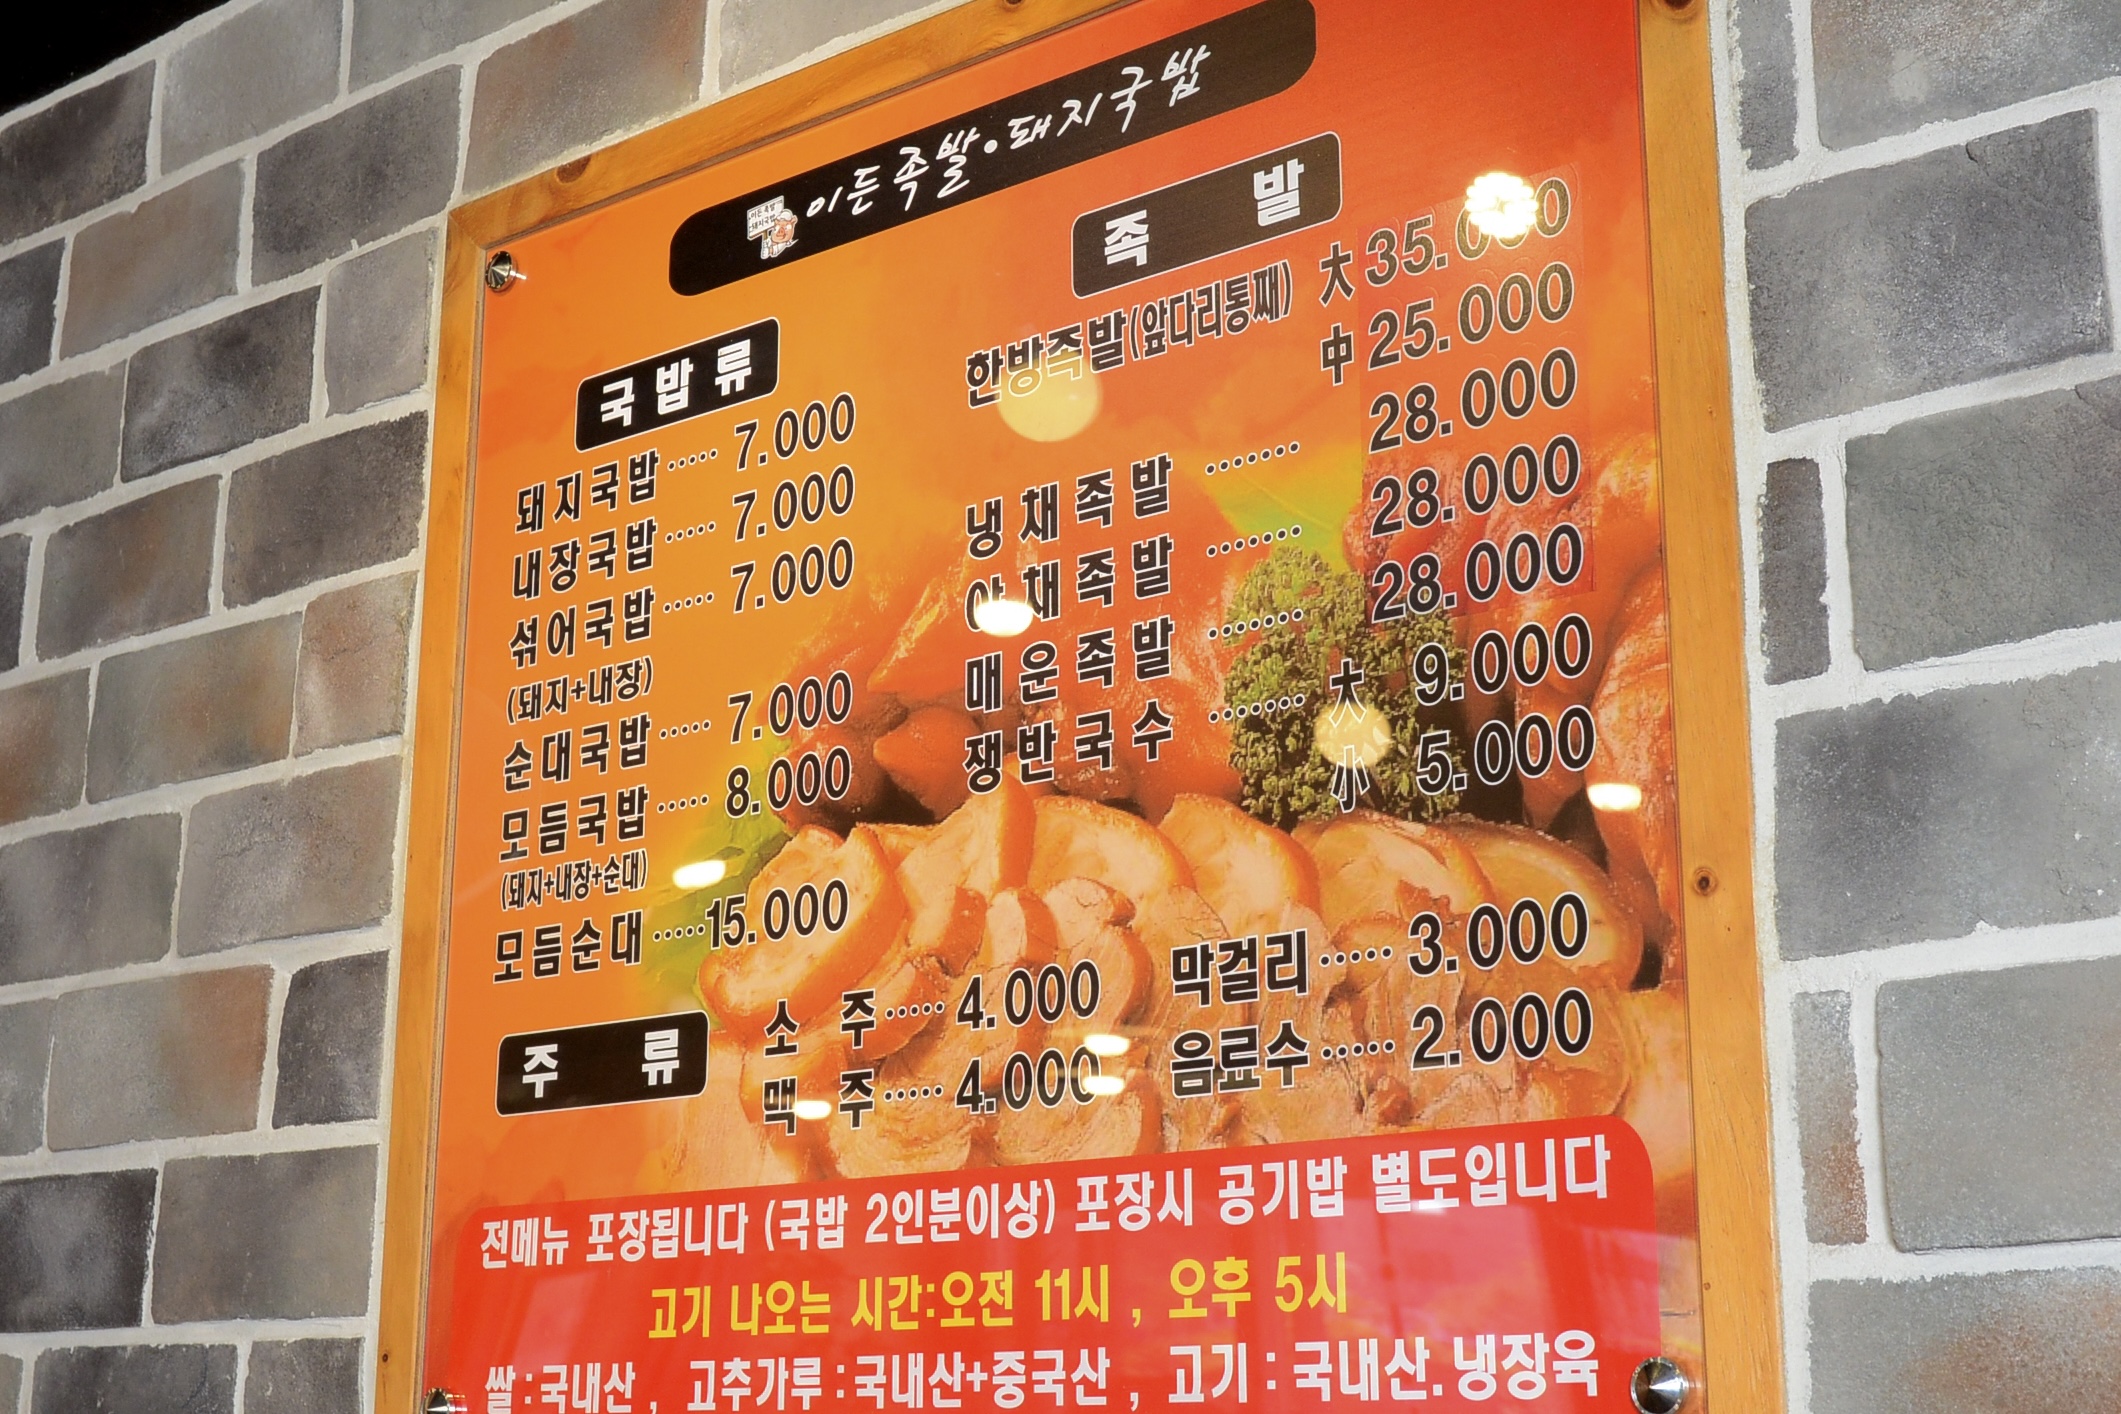 이든족발•돼지국밥
국밥류
돼지국밥 ····· 7.000
내장국밥 ····· 7.000
섞어국밥 ····· 7.000
(돼지+내장)
순대국밥 ····· 7.000
모듬국밥 ····· 8.000
(돼지+내장+순대)
모듬순대 ····· 15.000
족 발
한방족발(앞다리통째) 大 35.000
中 25.000
냉채족발 ······· 28.000
야채족발 ······· 28.000
매운족발 ······· 28.000
쟁반국수 ······· 大 9.000
小 5.000
주 류
소 주 ····· 4.000
맥 주 ····· 4.000
막걸리 ····· 3.000
음료수 ····· 2.000
전메뉴 포장됩니다 (국밥 2인분이상) 포장시 공기밥 별도입니다
고기 나오는 시간:오전 11시 , 오후 5시
쌀:국내산 , 고추가루:국내산+중국산 , 고기:국내산.냉장육